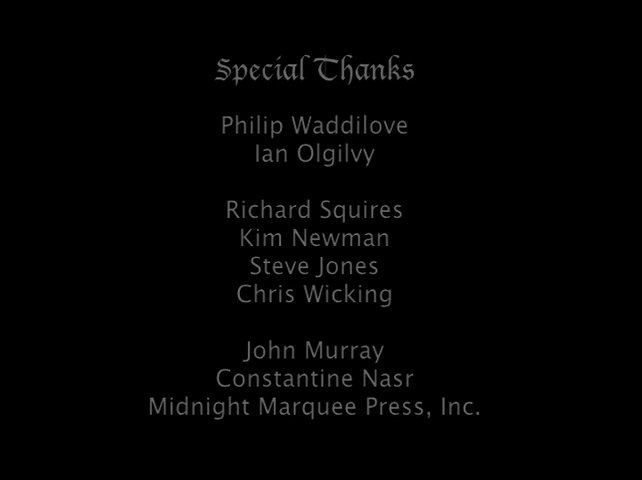 Special Thanks
Philip Waddilove
Ian Olgilvy
Richard Squires
Kim Newman
Steve Jones
Chris Wicking
John Murray
Constantine Nasr
Midnight Marquee Press, Inc.